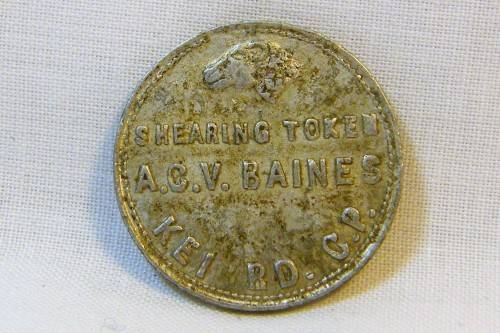 SHEARING TOKEN
A.C.V. BAINES
KEI RD. C.P.